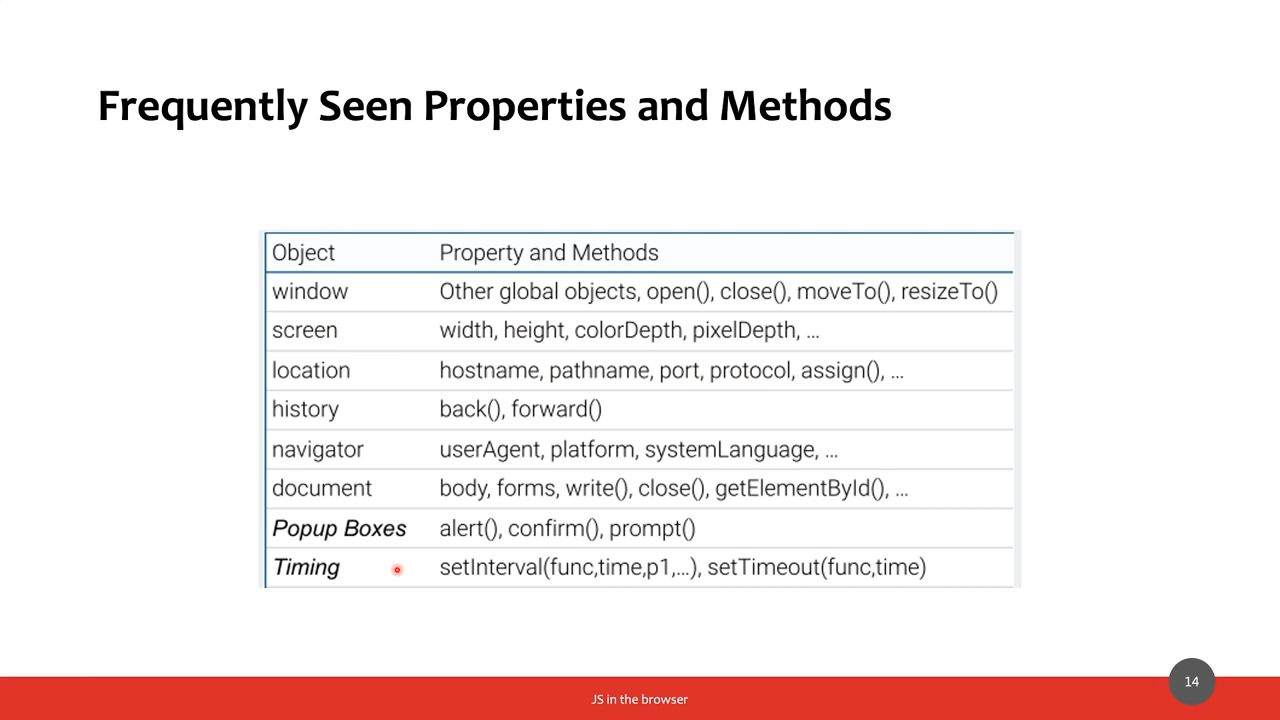 Frequently Seen Properties and Methods
Object Property and Methods
window Other global objects, open(), close(), moveTo(), resizeTo()
screen width, height, colorDepth, pixelDepth, ...
location hostname, pathname, port, protocol, assign(), ...
history back(), forward()
navigator userAgent, platform, systemLanguage, ...
document body, forms, write(), close(), getElementById(), ...
Popup Boxes alert(), confirm(), prompt()
Timing setInterval(func,time,p1,...), setTimeout(func,time)
14
JS in the browser